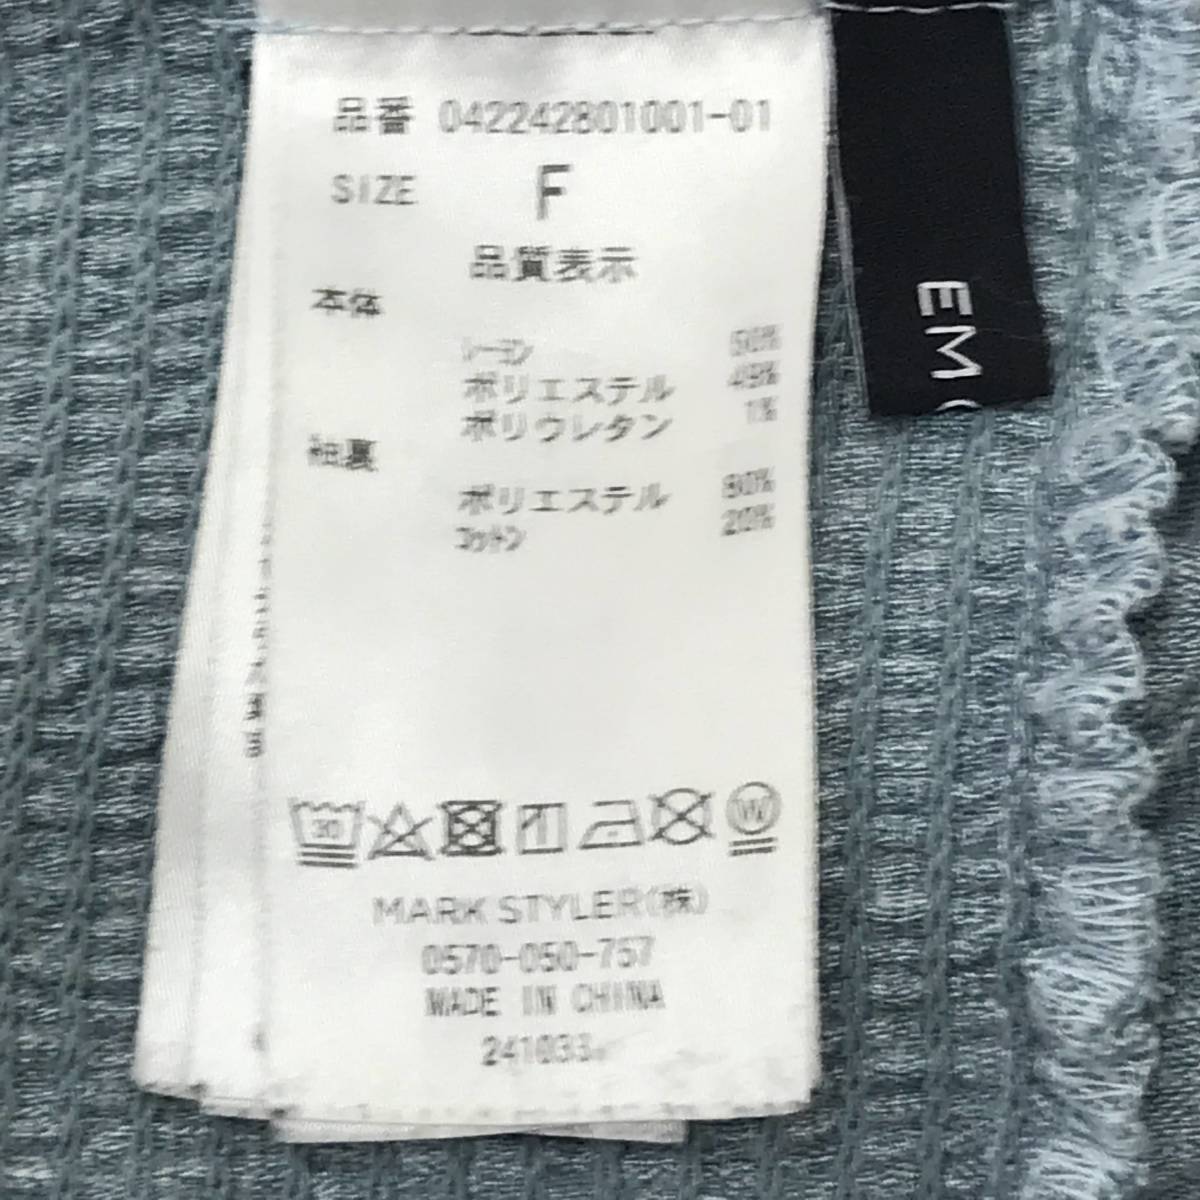 品番 042242801001-01
SIZE F
品質表示
本体
レーヨン 50%
ポリエステル 49%
ポリウレタン 1%
袖裏
ポリエステル 80%
コットン 20%
30
W
MARK STYLER(株)
0570-050-757
MADE IN CHINA
241033
EM